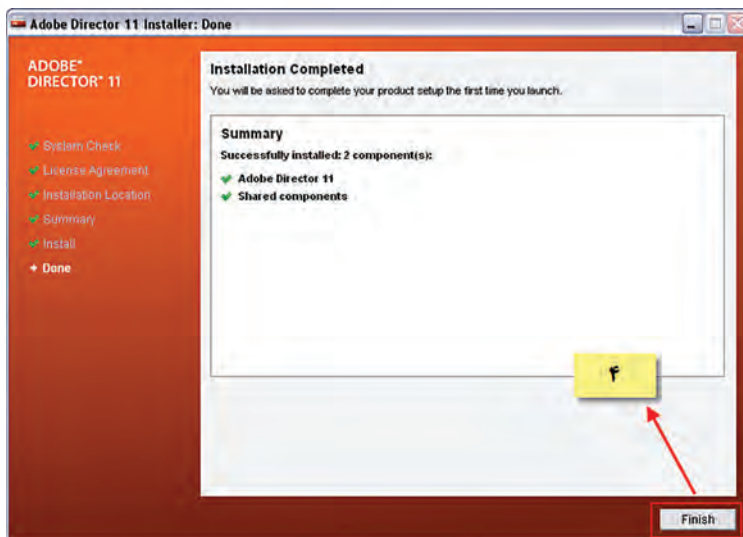 Adobe Director 11 Installer: Done
ADOBE®
DIRECTOR® 11
System Check
License Agreement
Installation Location
Summary
Install
Done
Installation Completed
You will be asked to complete your product setup the first time you launch.
Summary
Successfully installed: 2 component(s):
Adobe Director 11
Shared components
۴
Finish